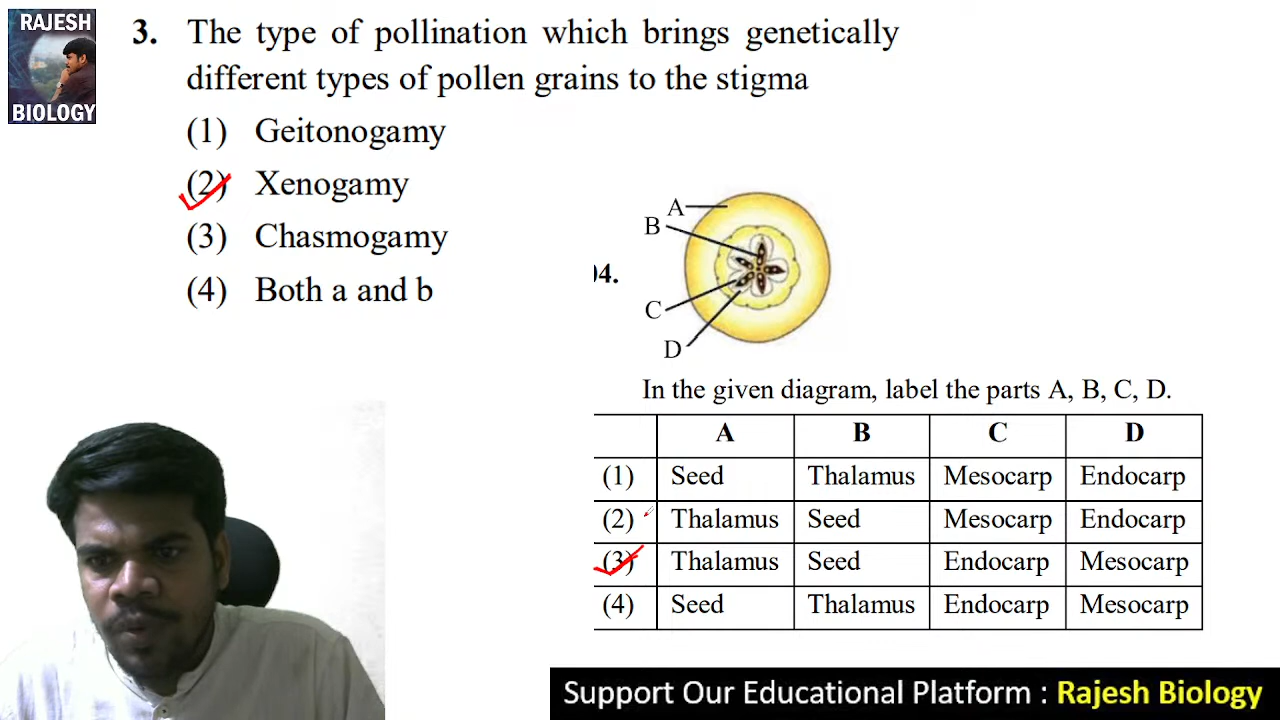 RAJESH
BIOLOGY
3. The type of pollination which brings genetically
different types of pollen grains to the stigma
(1) Geitonogamy
(2) Xenogamy
(3) Chasmogamy
(4) Both a and b
04.
A
B
C
D
In the given diagram, label the parts A, B, C, D.
A B C D
(1) Seed Thalamus Mesocarp Endocarp
(2) Thalamus Seed Mesocarp Endocarp
(3) Thalamus Seed Endocarp Mesocarp
(4) Seed Thalamus Endocarp Mesocarp
Support Our Educational Platform : Rajesh Biology